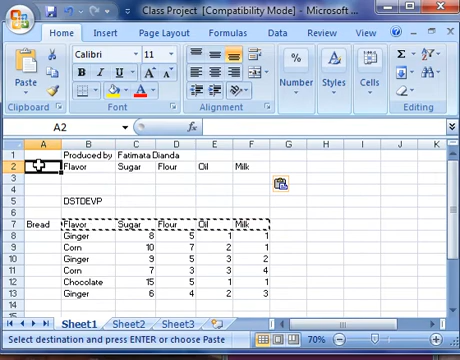 Class Project [Compatibility Mode] - Microsoft
Home Insert Page Layout Formulas Data Review
Paste Clipboard
Calibri 11
B I U A A
Font
Alignment
% Number
A Styles
Cells
Editing
A2 fx
A B C D E F G H I J K
1 Produced by Fatimata Dianda
2 Flavor Sugar Flour Oil Milk
3
4
5 DSTDEVP
6
7 Bread Flavor Sugar Flour Oil Milk
8 Ginger 8 5 1 1
9 Corn 10 7 2 1
10 Ginger 9 5 3 2
11 Corn 7 3 3 4
12 Chocolate 15 5 1 1
13 Ginger 6 4 2 3
14
Sheet1 Sheet2 Sheet3
Select destination and press ENTER or choose Paste 70%